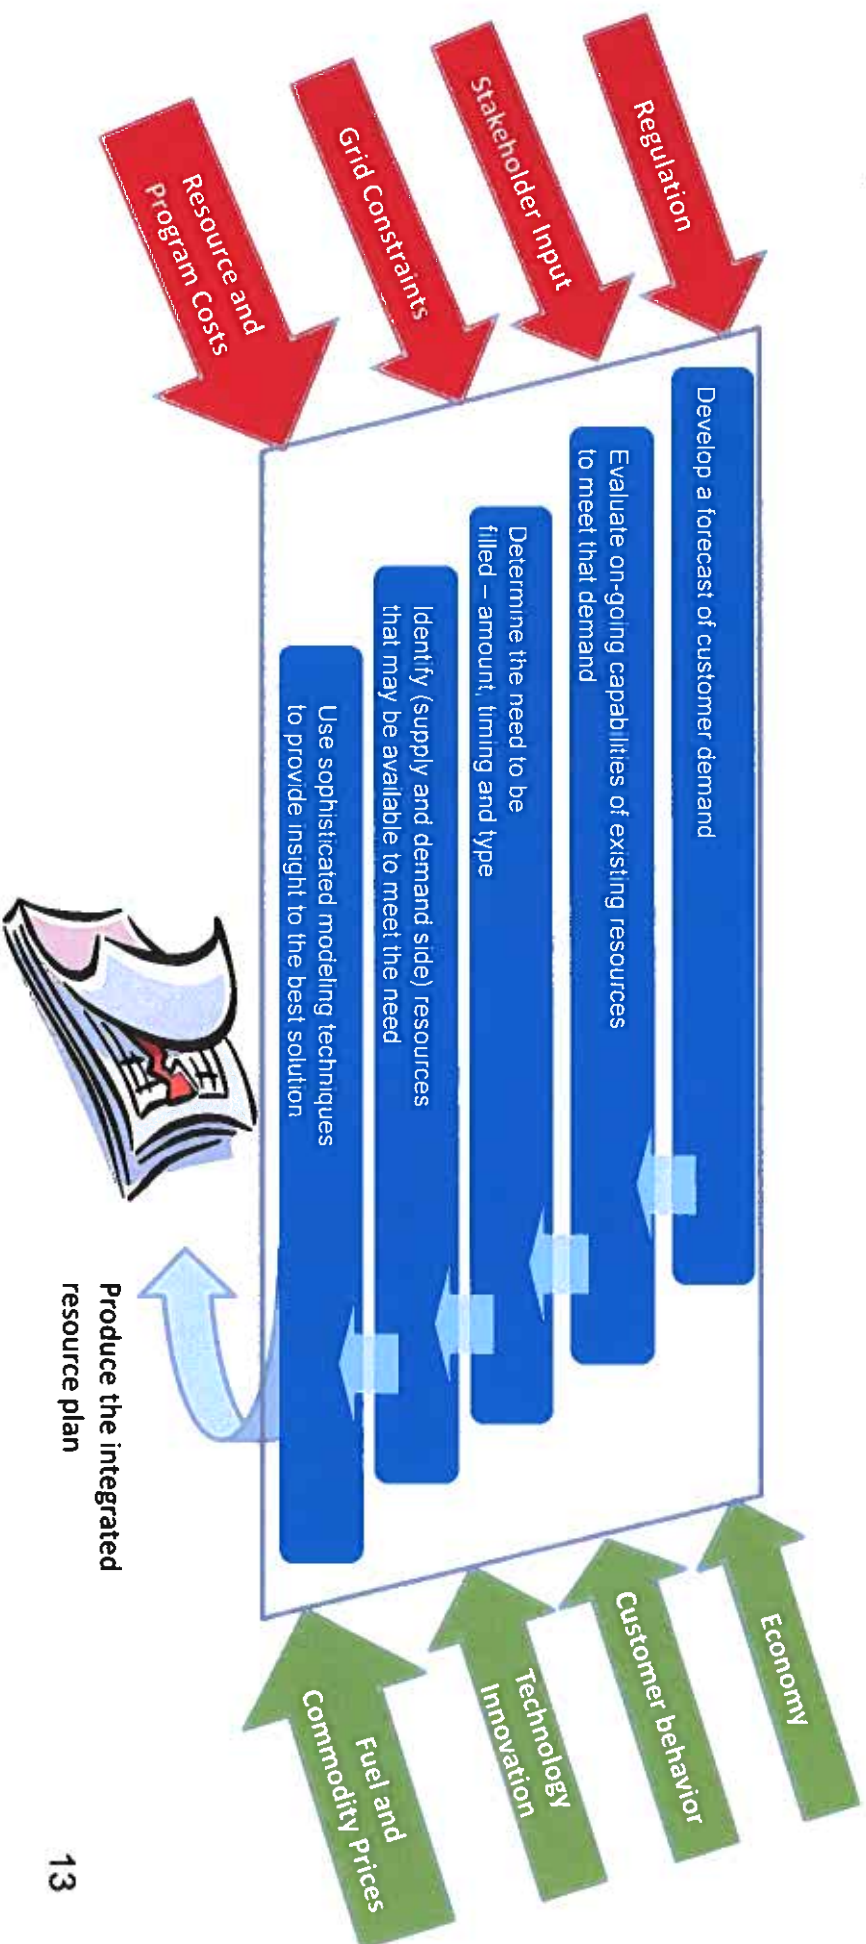 Regulation
Stakeholder Input
Grid Constraints
Resource and
Program Costs
Develop a forecast of customer demand
Evaluate on-going capabilities of existing resources
to meet that demand
Determine the need to be
filled – amount, timing and type
Identify (supply and demand side) resources
that may be available to meet the need
Use sophisticated modeling techniques
to provide insight to the best solution
Economy
Customer behavior
Technology
Innovation
Fuel and
Commodity Prices
Produce the integrated
resource plan
13